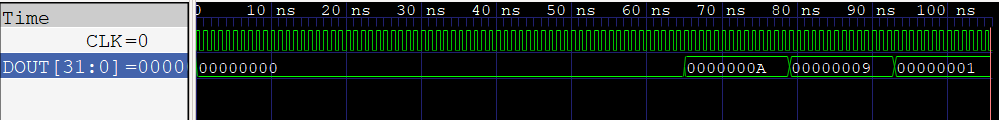 Time
0 10 ns 20 ns 30 ns 40 ns 50 ns 60 ns 70 ns 80 ns 90 ns 100 ns
CLK=0
DOUT[31:0]=0000 00000000 0000000A 00000009 00000001